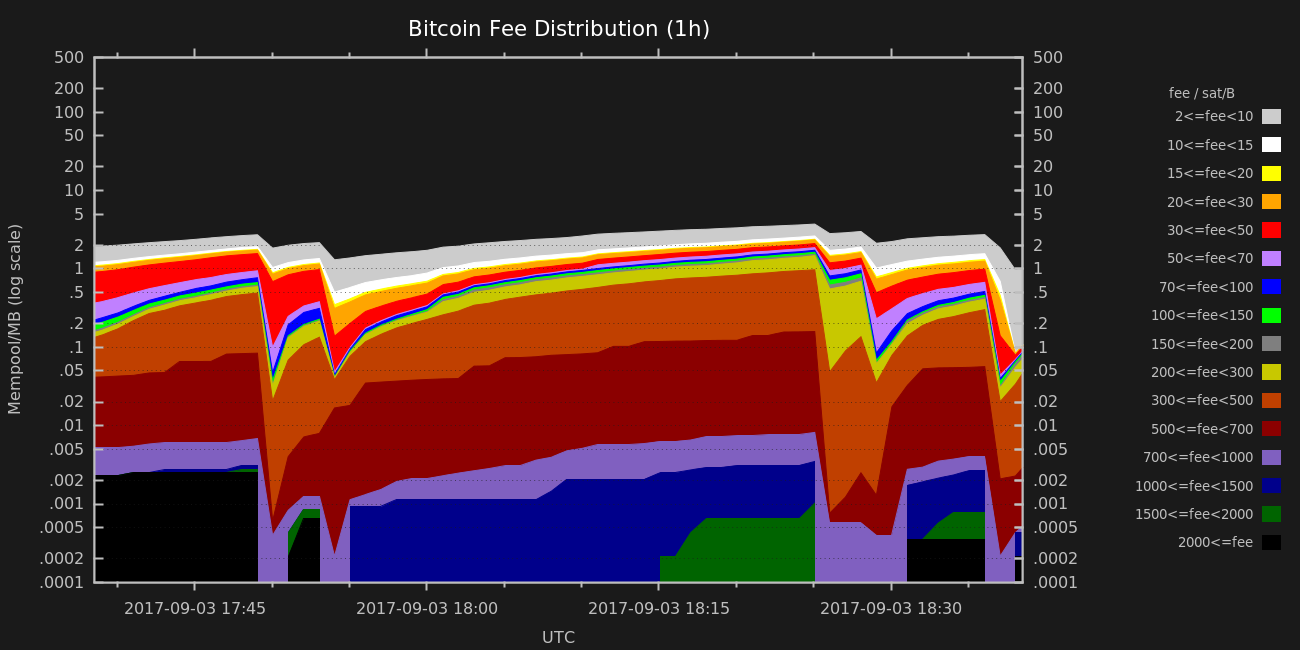 Bitcoin Fee Distribution (1h)
Mempool/MB (log scale)
500
200
100
50
20
10
5
2
1
.5
.2
.1
.05
.02
.01
.005
.002
.001
.0005
.0002
.0001
500
200
100
50
20
10
5
2
1
.5
.2
.1
.05
.02
.01
.005
.002
.001
.0005
.0002
.0001
2017-09-03 17:45
2017-09-03 18:00
2017-09-03 18:15
2017-09-03 18:30
UTC
fee / sat/B
2<=fee<10
10<=fee<15
15<=fee<20
20<=fee<30
30<=fee<50
50<=fee<70
70<=fee<100
100<=fee<150
150<=fee<200
200<=fee<300
300<=fee<500
500<=fee<700
700<=fee<1000
1000<=fee<1500
1500<=fee<2000
2000<=fee